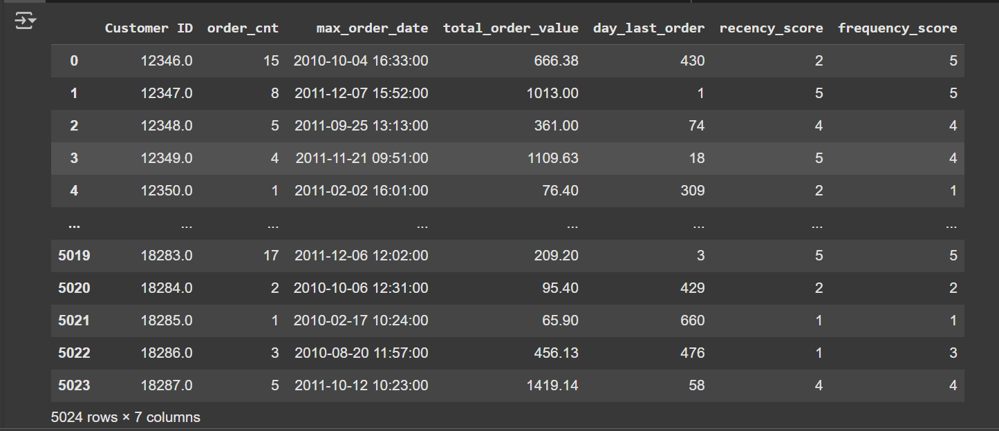 Customer ID order_cnt max_order_date total_order_value day_last_order recency_score frequency_score
0 12346.0 15 2010-10-04 16:33:00 666.38 430 2 5
1 12347.0 8 2011-12-07 15:52:00 1013.00 1 5 5
2 12348.0 5 2011-09-25 13:13:00 361.00 74 4 4
3 12349.0 4 2011-11-21 09:51:00 1109.63 18 5 4
4 12350.0 1 2011-02-02 16:01:00 76.40 309 2 1
... ... ... ... ... ... ... ...
5019 18283.0 17 2011-12-06 12:02:00 209.20 3 5 5
5020 18284.0 2 2010-10-06 12:31:00 95.40 429 2 2
5021 18285.0 1 2010-02-17 10:24:00 65.90 660 1 1
5022 18286.0 3 2010-08-20 11:57:00 456.13 476 1 3
5023 18287.0 5 2011-10-12 10:23:00 1419.14 58 4 4
5024 rows × 7 columns